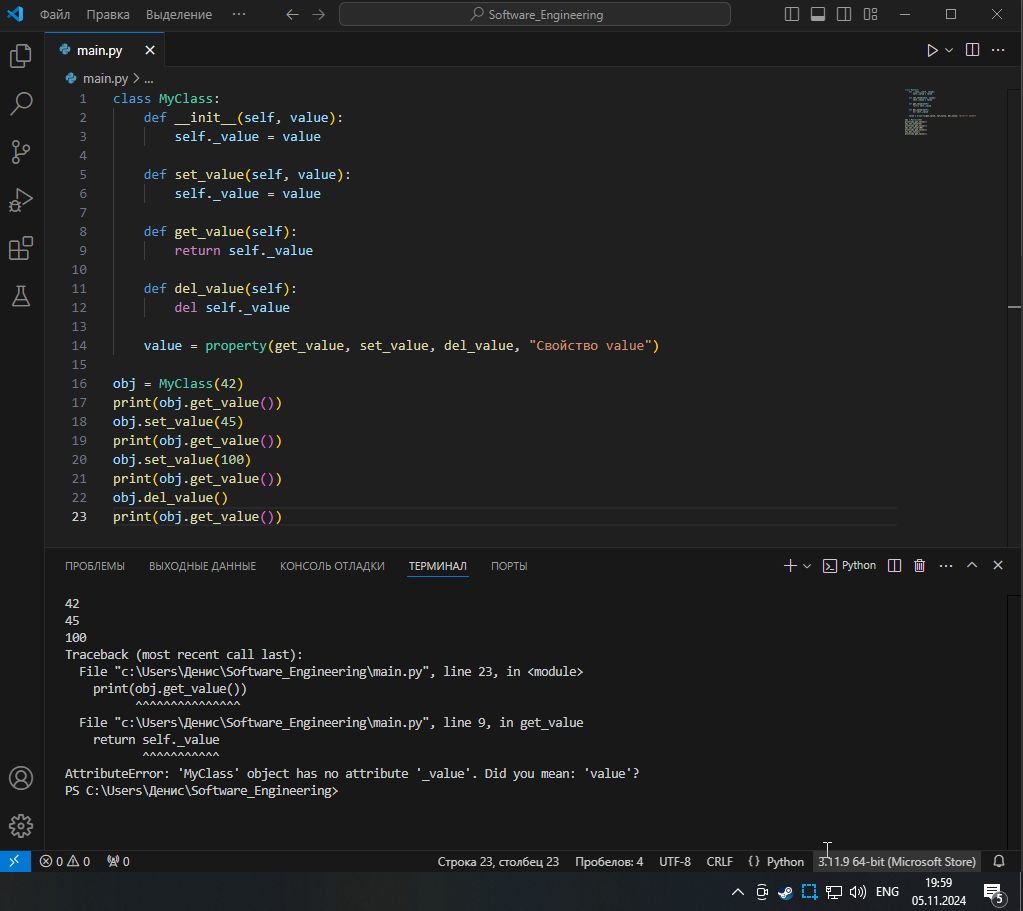 Файл Правка Выделение ··· Software_Engineering
main.py
main.py > ...
1 class MyClass:
2 def __init__(self, value):
3 self._value = value
4
5 def set_value(self, value):
6 self._value = value
7
8 def get_value(self):
9 return self._value
10
11 def del_value(self):
12 del self._value
13
14 value = property(get_value, set_value, del_value, "Свойство value")
15
16 obj = MyClass(42)
17 print(obj.get_value())
18 obj.set_value(45)
19 print(obj.get_value())
20 obj.set_value(100)
21 print(obj.get_value())
22 obj.del_value()
23 print(obj.get_value())
ПРОБЛЕМЫ ВЫХОДНЫЕ ДАННЫЕ КОНСОЛЬ ОТЛАДКИ ТЕРМИНАЛ ПОРТЫ Python
42
45
100
Traceback (most recent call last):
File "c:\Users\Денис\Software_Engineering\main.py", line 23, in <module>
print(obj.get_value())
^^^^^^^^^^^^^^^
File "c:\Users\Денис\Software_Engineering\main.py", line 9, in get_value
return self._value
^^^^^^^^^^^
AttributeError: 'MyClass' object has no attribute '_value'. Did you mean: 'value'?
PS C:\Users\Денис\Software_Engineering>
0 0 0 Строка 23, столбец 23 Пробелов: 4 UTF-8 CRLF {} Python 3.11.9 64-bit (Microsoft Store)
ENG 19:59 5
05.11.2024